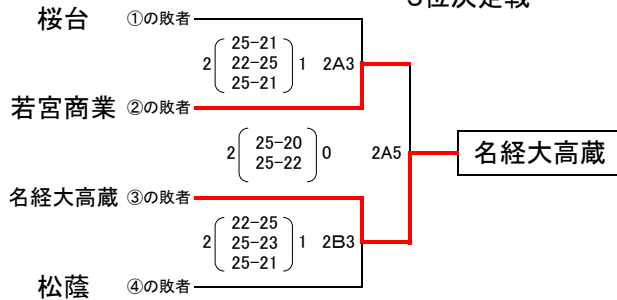 5位決定戦
桜台 ①の敗者
2 25-21 1 2A3
22-25
25-21
若宮商業 ②の敗者
2 25-20 0 2A5
25-22
名経大高蔵
名経大高蔵 ③の敗者
2 22-25 1 2B3
25-23
25-21
松蔭 ④の敗者